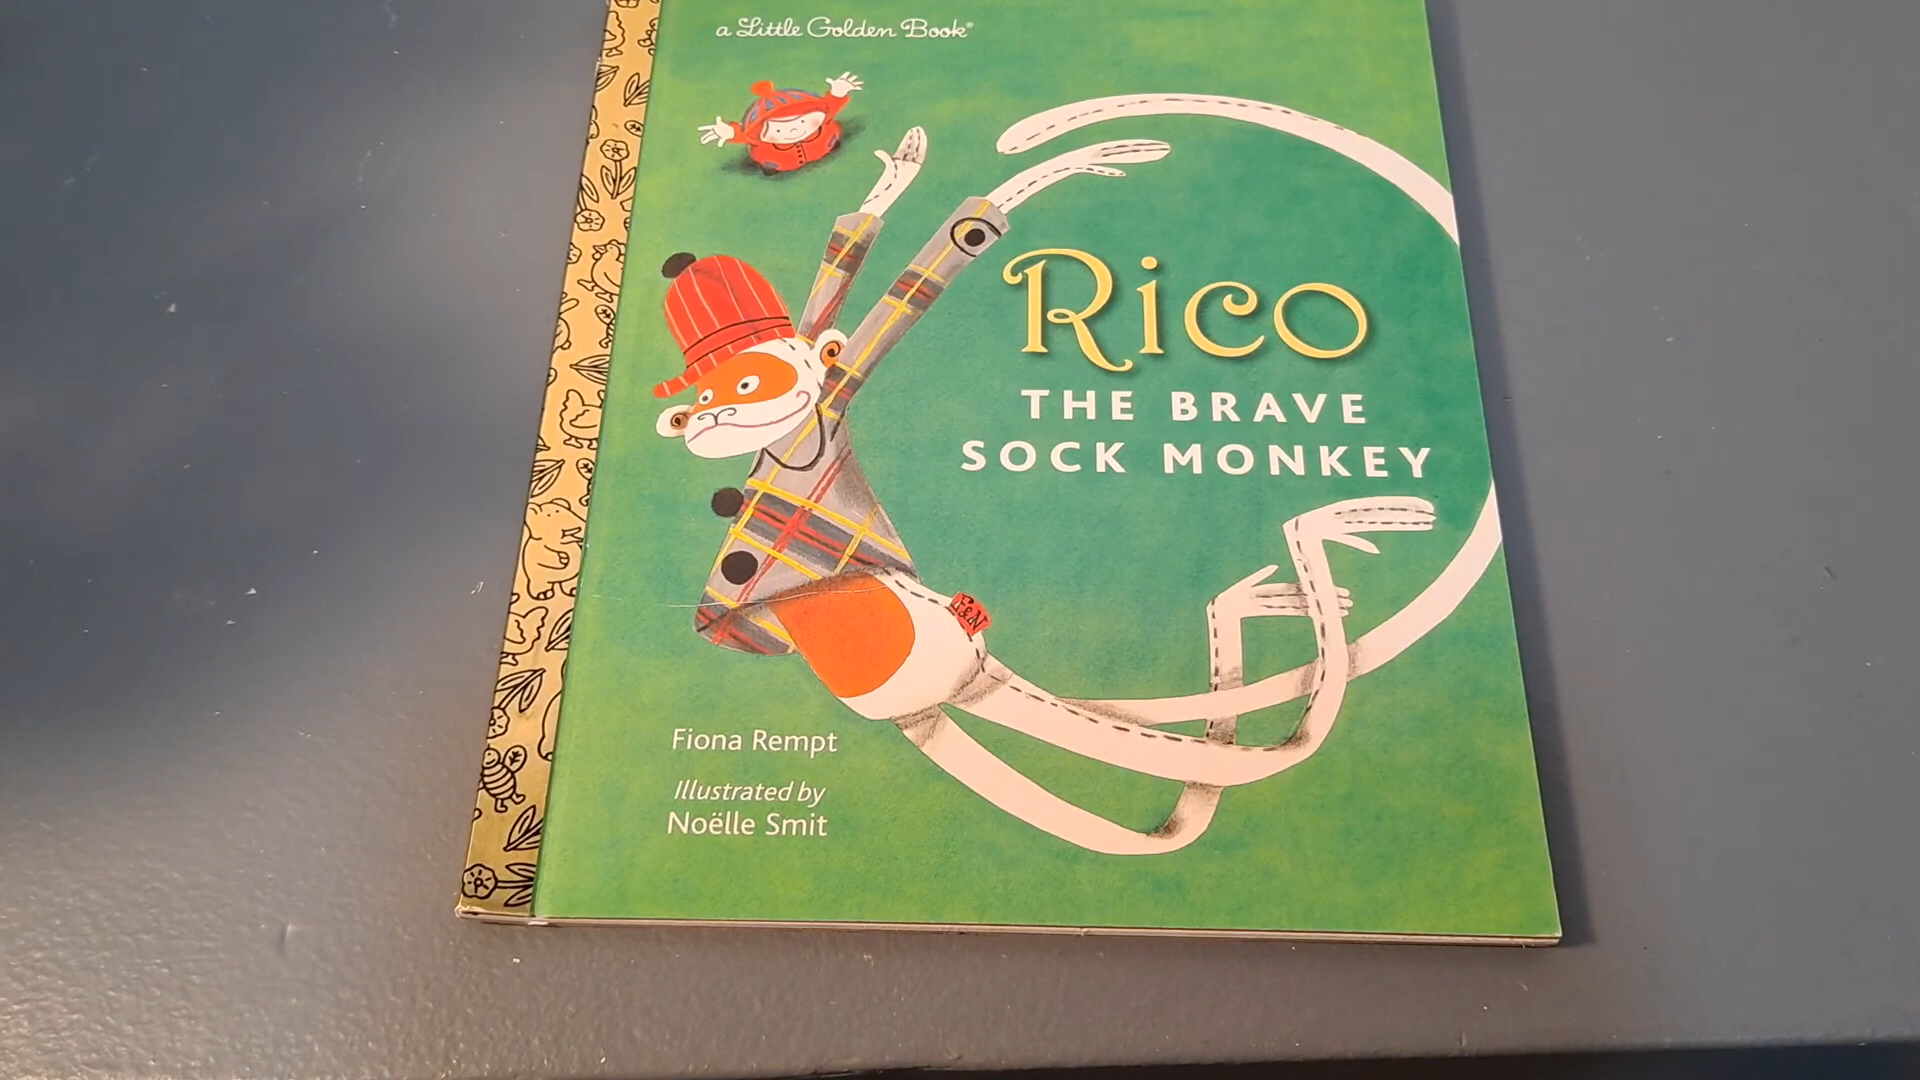 a Little Golden Book®
Rico
THE BRAVE
SOCK MONKEY
F&N
Fiona Rempt
Illustrated by
Noëlle Smit